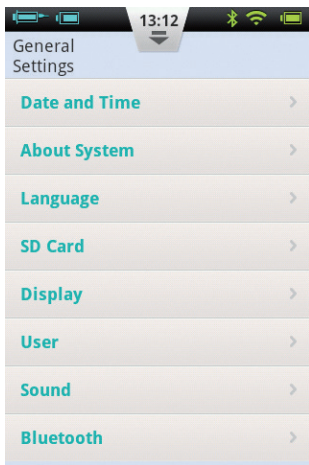 13:12
General
Settings
Date and Time
About System
Language
SD Card
Display
User
Sound
Bluetooth